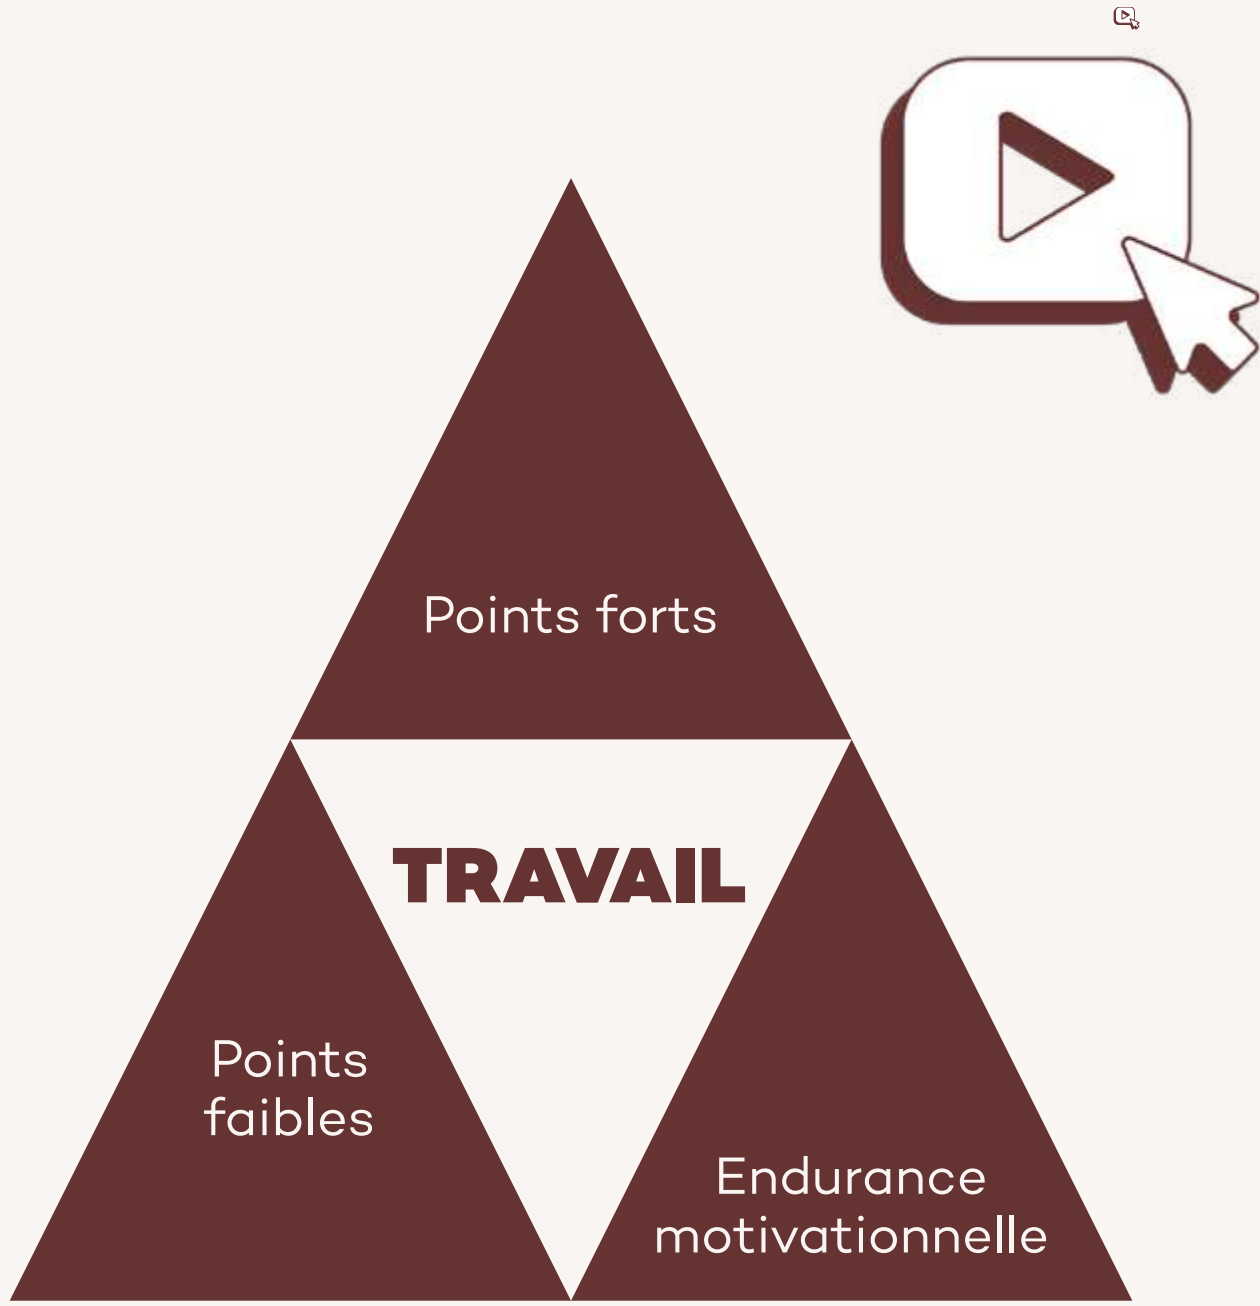 Points forts
TRAVAIL
Points
faibles
Endurance
motivationnelle